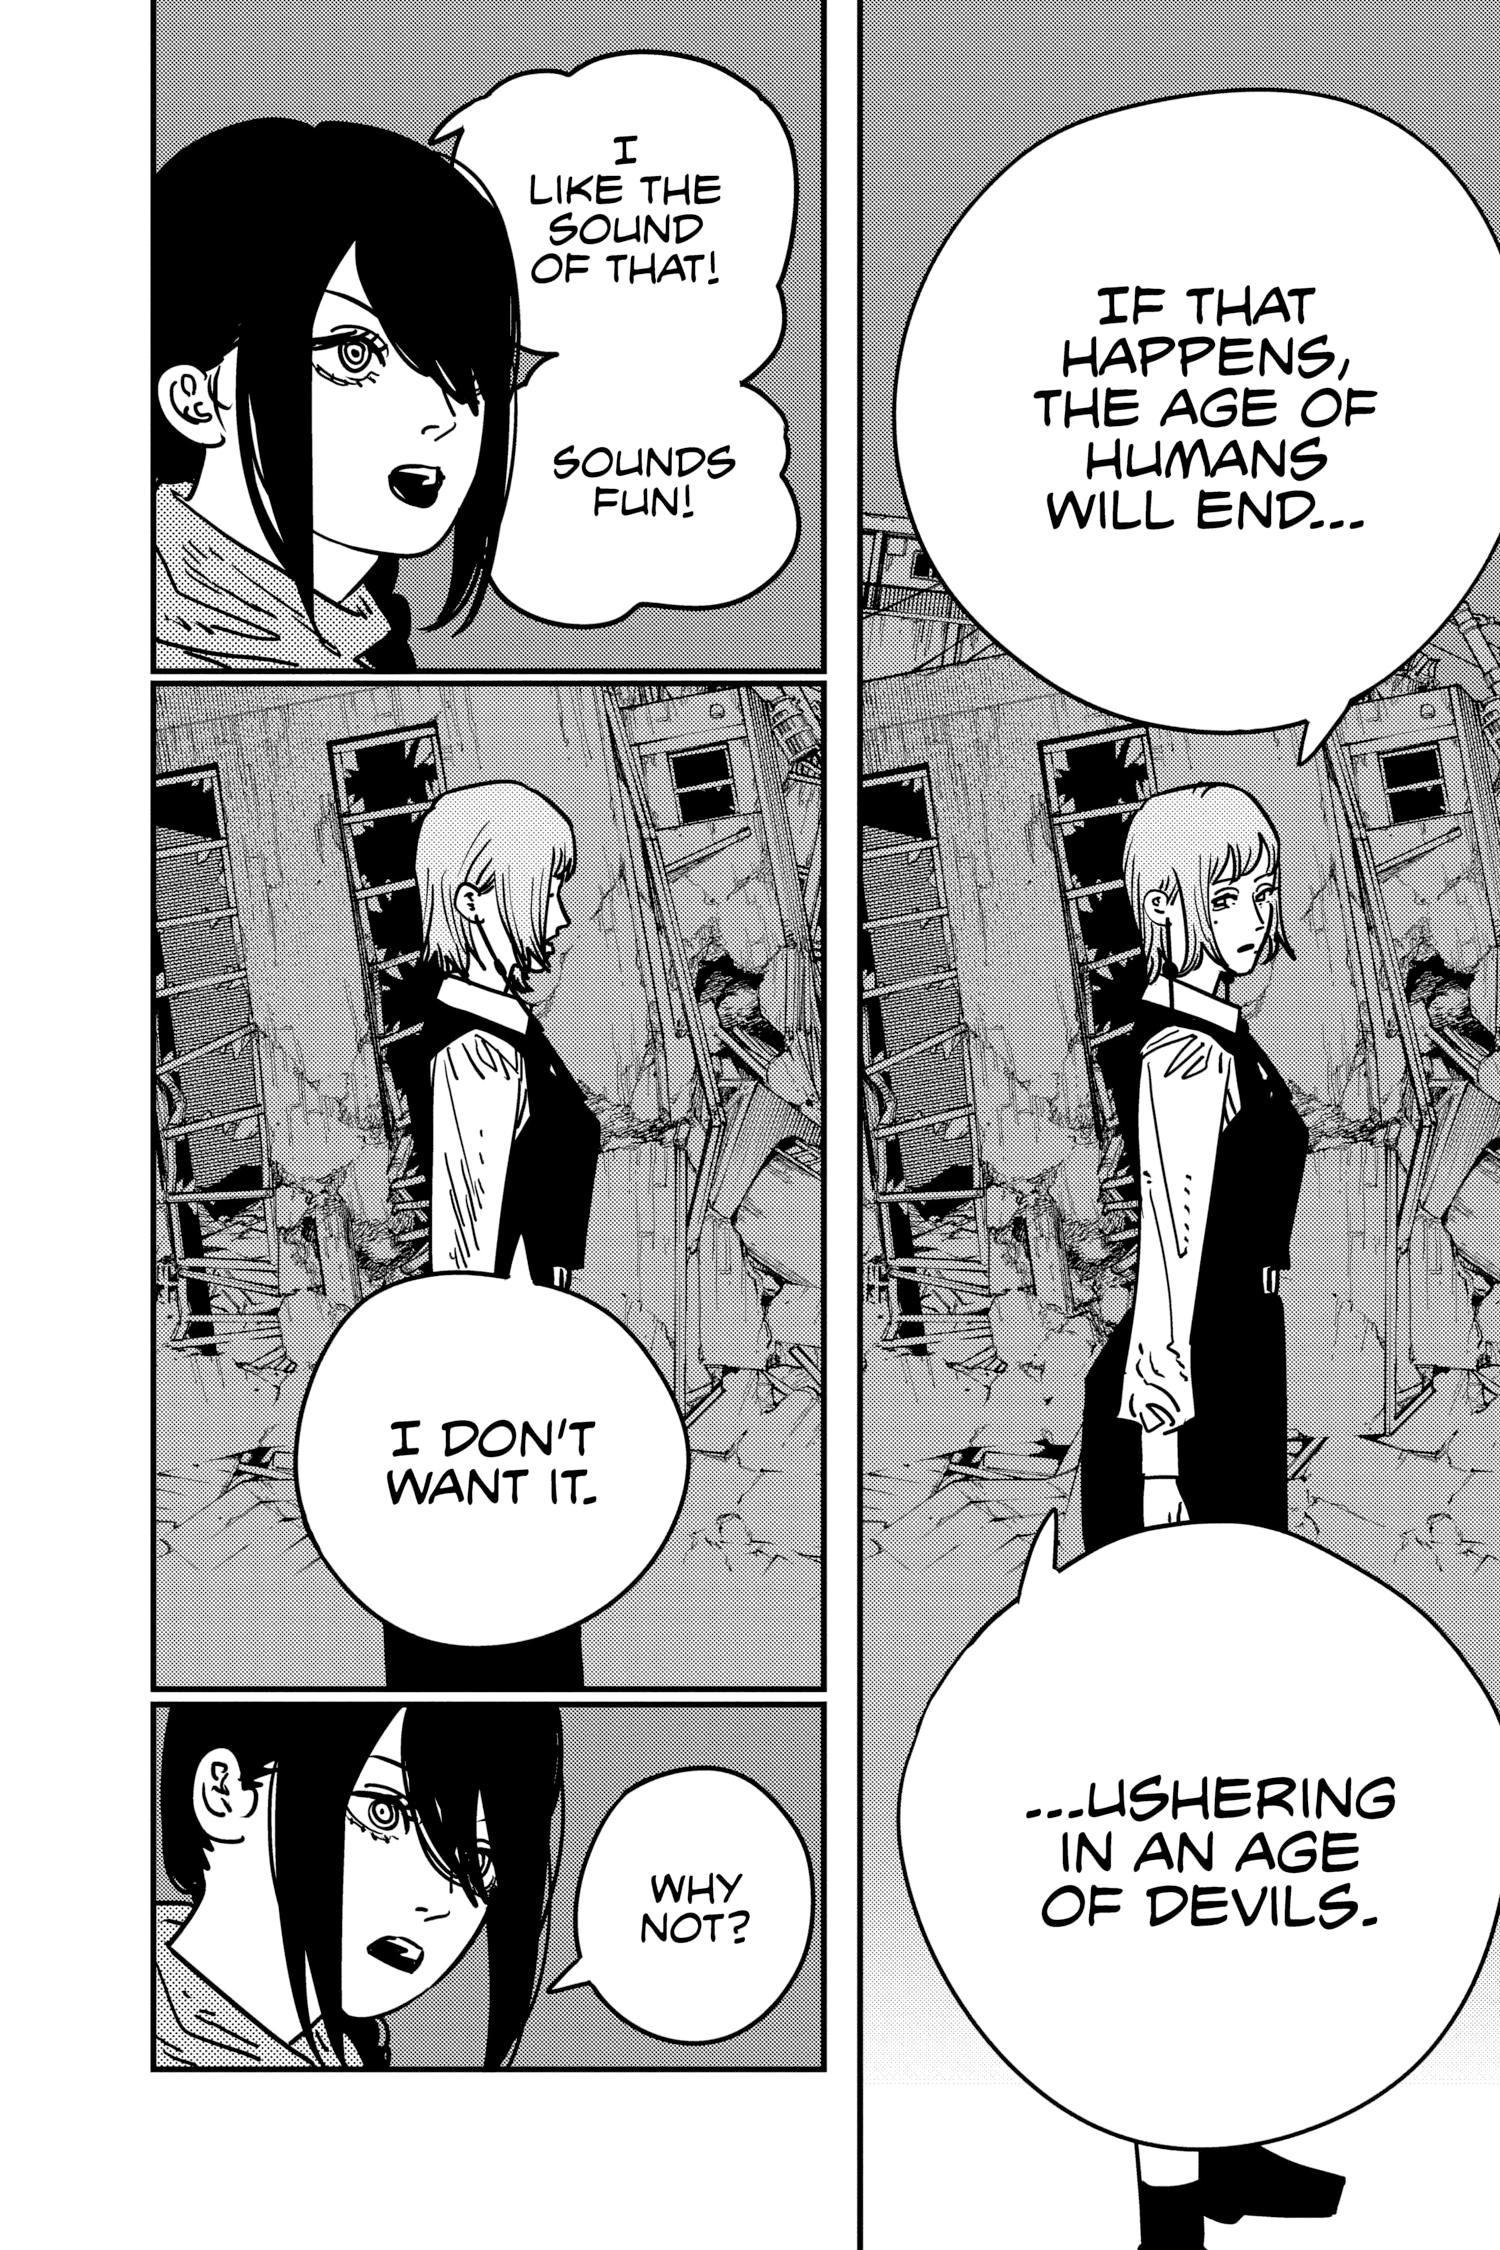 IF THAT
HAPPENS,
THE AGE OF
HUMANS
WILL END...
...USHERING
IN AN AGE
OF DEVILS.
I
LIKE THE
SOUND
OF THAT!
SOUNDS
FUN!
I DON'T
WANT IT.
WHY
NOT?